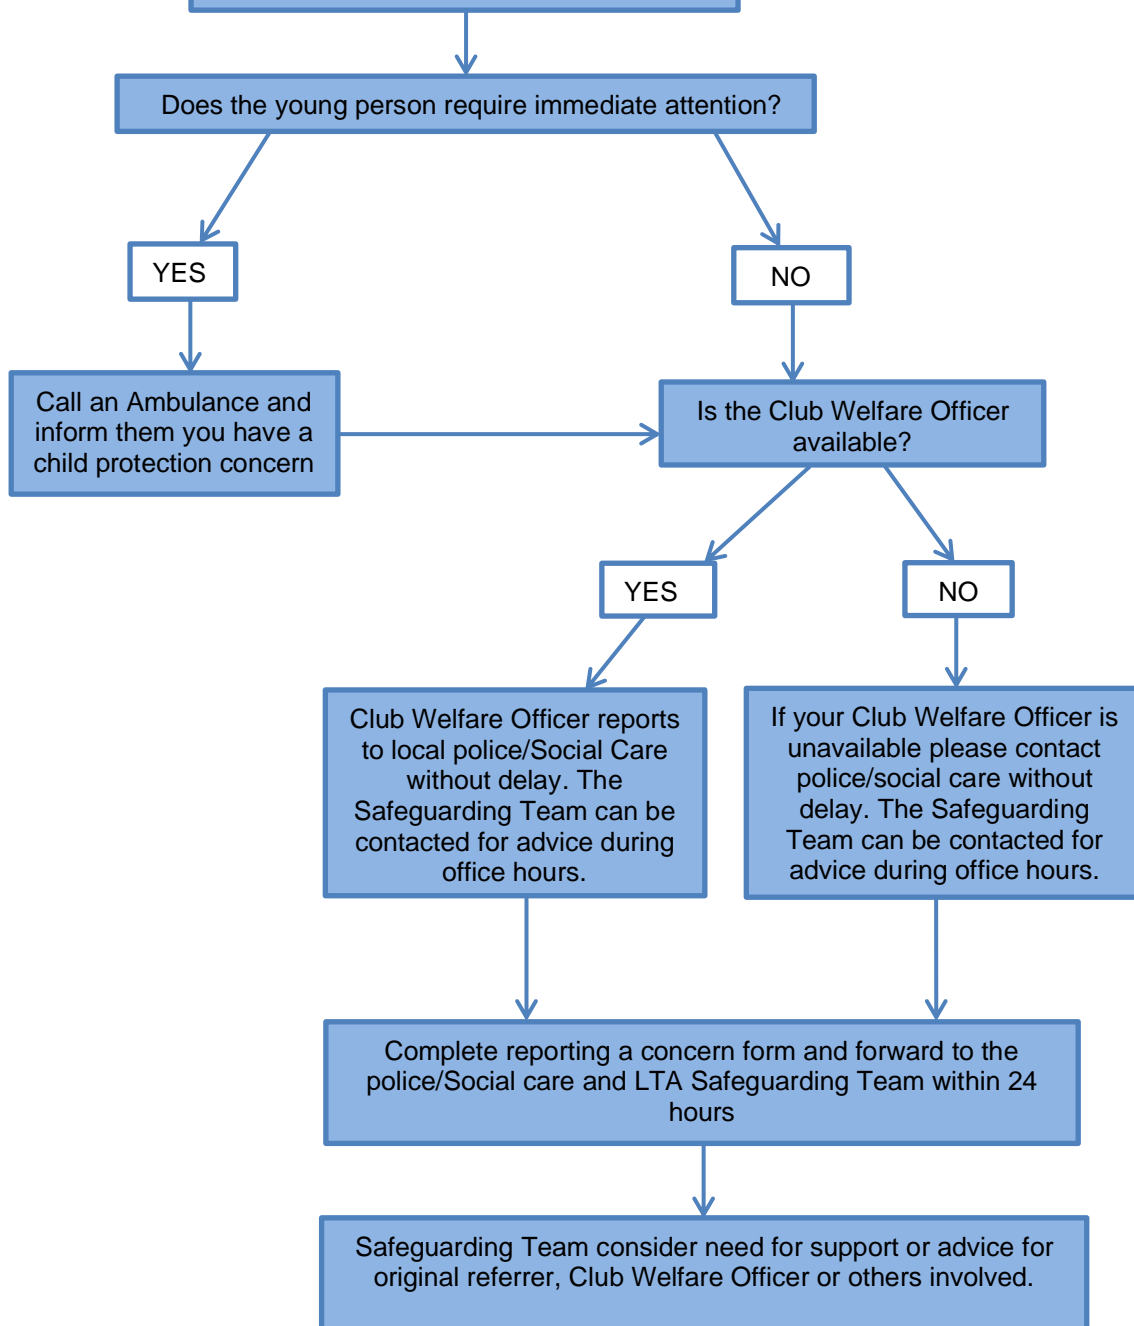 Does the young person require immediate attention?
YES
NO
Call an Ambulance and
inform them you have a
child protection concern
Is the Club Welfare Officer
available?
YES
NO
Club Welfare Officer reports
to local police/Social Care
without delay. The
Safeguarding Team can be
contacted for advice during
office hours.
If your Club Welfare Officer is
unavailable please contact
police/social care without
delay. The Safeguarding
Team can be contacted for
advice during office hours.
Complete reporting a concern form and forward to the
police/Social care and LTA Safeguarding Team within 24
hours
Safeguarding Team consider need for support or advice for
original referrer, Club Welfare Officer or others involved.